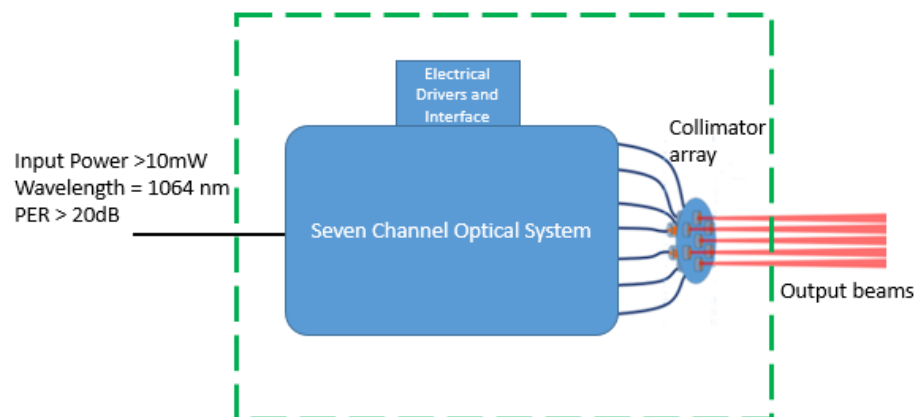 Electrical
Drivers and
Interface
Collimator
array
Input Power >10mW
Wavelength = 1064 nm
PER > 20dB
Seven Channel Optical System
Output beams